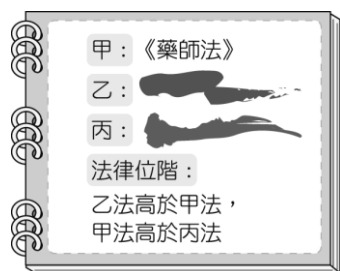 甲：《藥師法》
乙：
丙：
法律位階：
乙法高於甲法，
甲法高於丙法